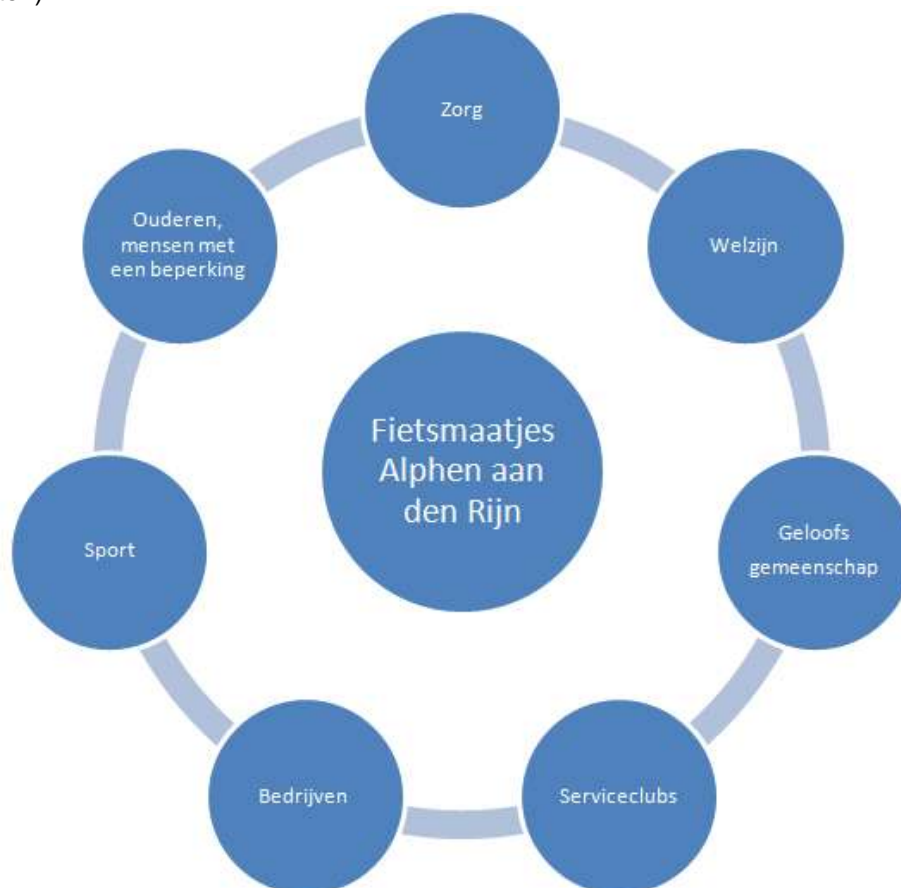 Zorg
Welzijn
Geloofs
gemeenschap
Serviceclubs
Bedrijven
Sport
Ouderen,
mensen met
een beperking
Fietsmaatjes
Alphen aan
den Rijn